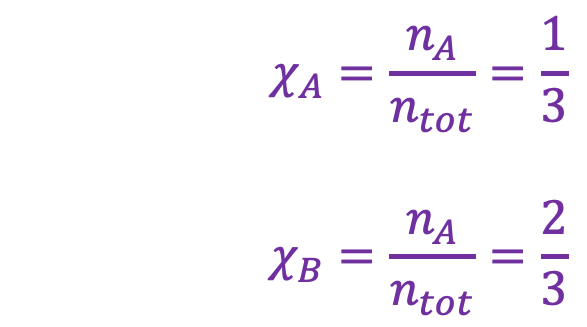 χ_A = n_A / n_tot = 1/3
χ_B = n_A / n_tot = 2/3